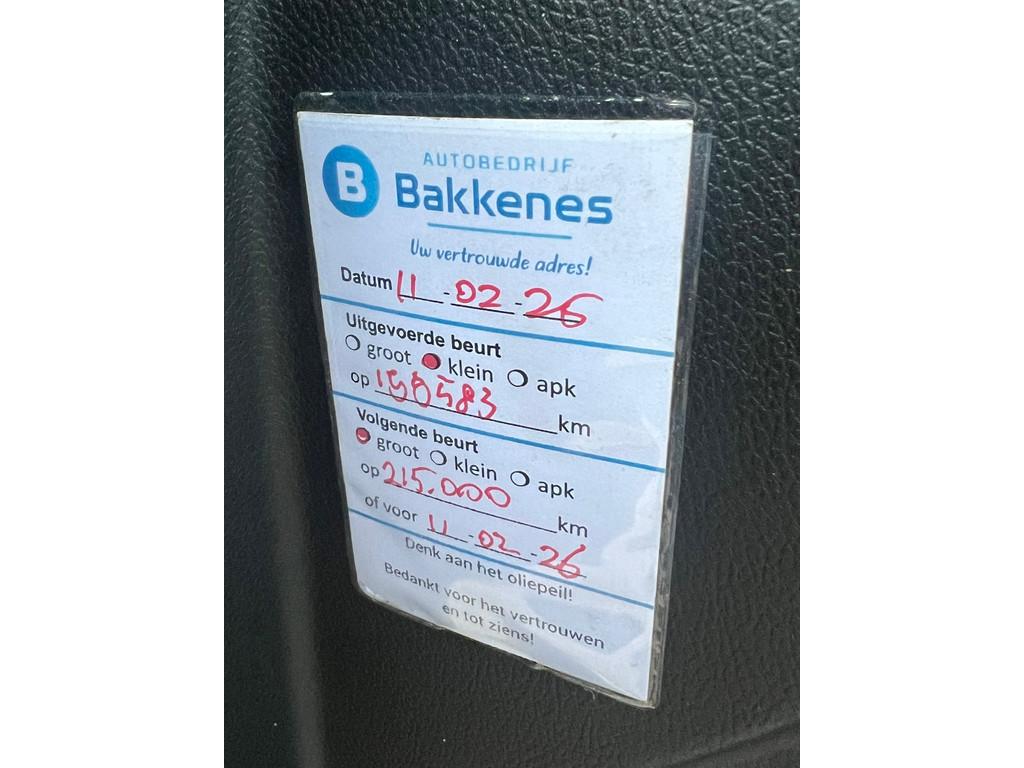 B
AUTOBEDRIJF
Bakkenes
Uw vertrouwde adres!
Datum 11 - 02 - 26
Uitgevoerde beurt
groot klein apk
op 198583 km
Volgende beurt
groot klein apk
op 215.000 km
of voor 11 - 02 - 26
Denk aan het oliepeil!
Bedankt voor het vertrouwen
en tot ziens!